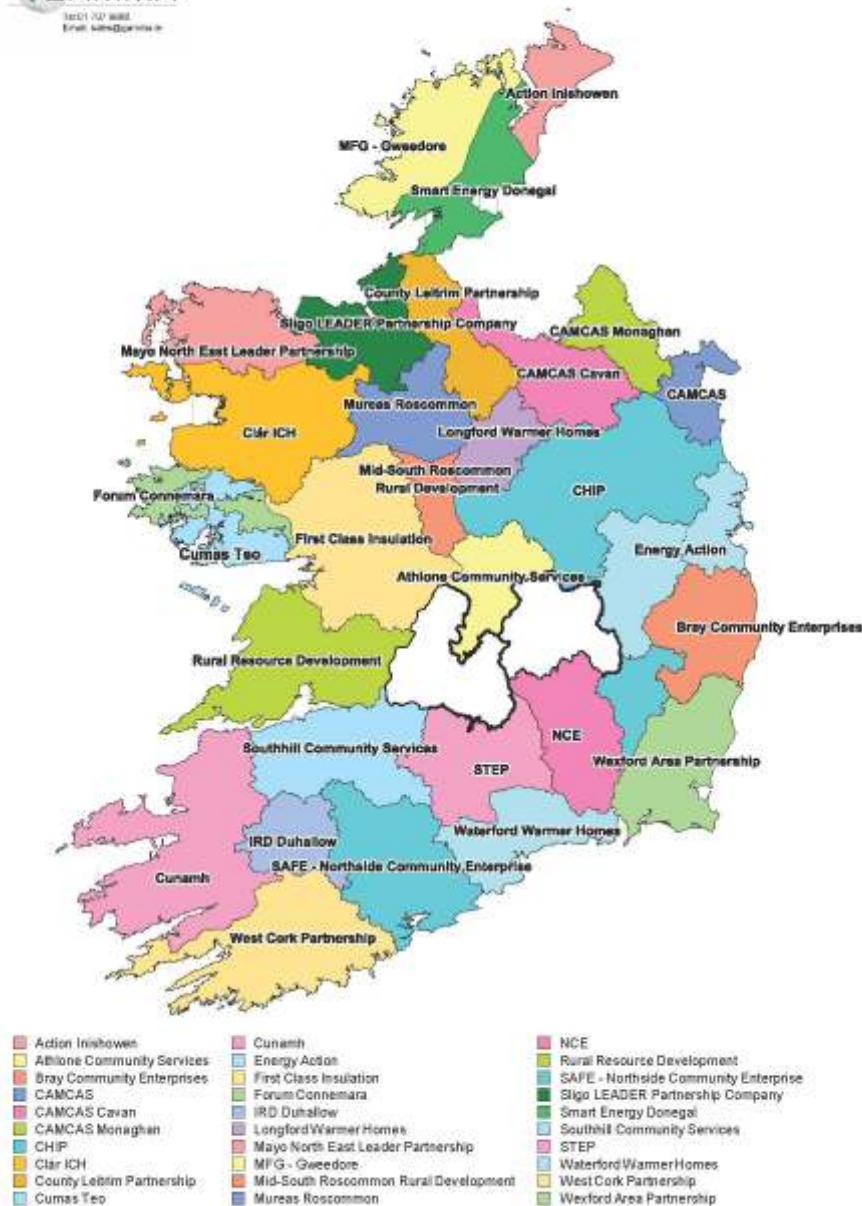 Action Inishowen
MFG - Gweedore
Smart Energy Donegal
County Leitrim Partnership
Sligo LEADER Partnership Company
CAMCAS Monaghan
Mayo North East Leader Partnership
CAMCAS Cavan
CAMCAS
Mureas Roscommon
Clár ICH
Longford Warmer Homes
Mid-South Roscommon
Rural Development
CHIP
Forum Connemara
First Class Insulation
Energy Action
Cumas Teo
Athlone Community Services
Bray Community Enterprises
Rural Resource Development
NCE
Southhill Community Services
STEP
Wexford Area Partnership
Waterford Warmer Homes
IRD Duhallow
SAFE - Northside Community Enterprise
Cunamh
West Cork Partnership
Action Inishowen
Athlone Community Services
Bray Community Enterprises
CAMCAS
CAMCAS Cavan
CAMCAS Monaghan
CHIP
Clár ICH
County Leitrim Partnership
Cumas Teo
Cunamh
Energy Action
First Class Insulation
Forum Connemara
IRD Duhallow
Longford Warmer Homes
Mayo North East Leader Partnership
MFG - Gweedore
Mid-South Roscommon Rural Development
Mureas Roscommon
NCE
Rural Resource Development
SAFE - Northside Community Enterprise
Sligo LEADER Partnership Company
Smart Energy Donegal
Southhill Community Services
STEP
Waterford Warmer Homes
West Cork Partnership
Wexford Area Partnership